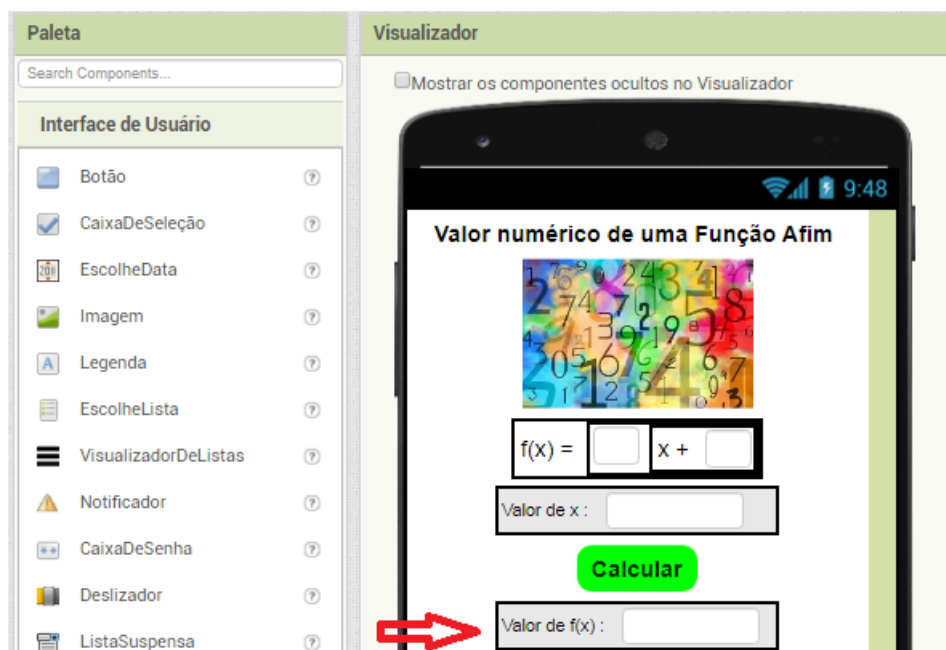 Paleta
Search Components...
Interface de Usuário
Botão
CaixaDeSeleção
EscolheData
Imagem
Legenda
EscolheLista
VisualizadorDeListas
Notificador
CaixaDeSenha
Deslizador
ListaSuspensa
Visualizador
Mostrar os componentes ocultos no Visualizador
9:48
Valor numérico de uma Função Afim
f(x) = x +
Valor de x :
Calcular
Valor de f(x) :